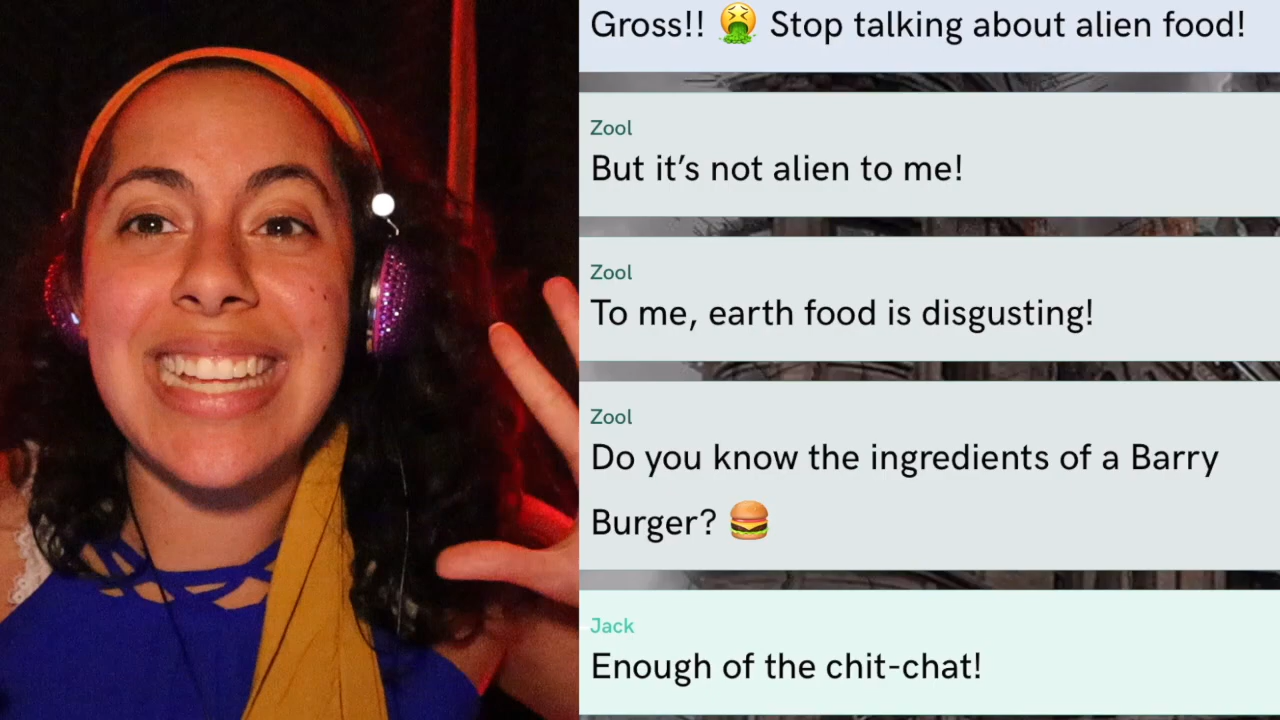 Gross!! 🤮 Stop talking about alien food!
Zool
But it’s not alien to me!
Zool
To me, earth food is disgusting!
Zool
Do you know the ingredients of a Barry
Burger? 🍔
Jack
Enough of the chit-chat!